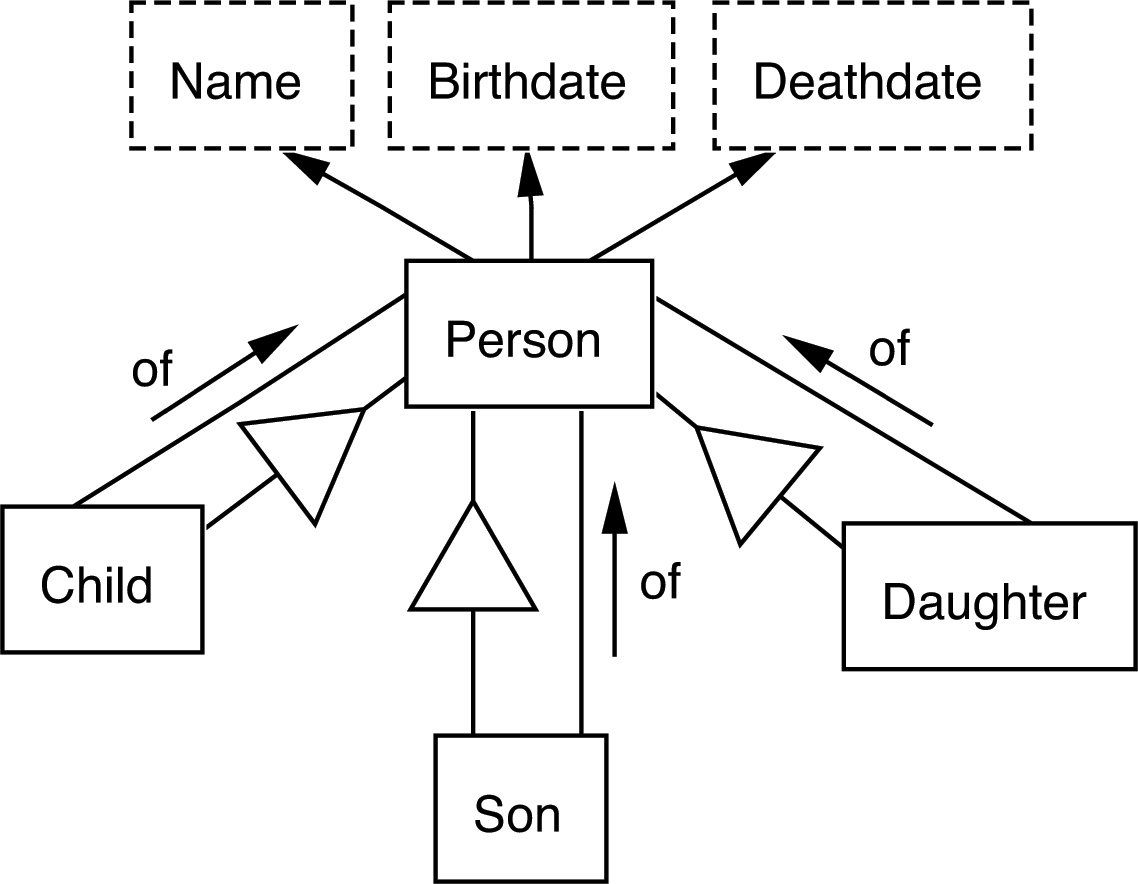 Name
Birthdate
Deathdate
Person
of
of
Child
of
Daughter
Son